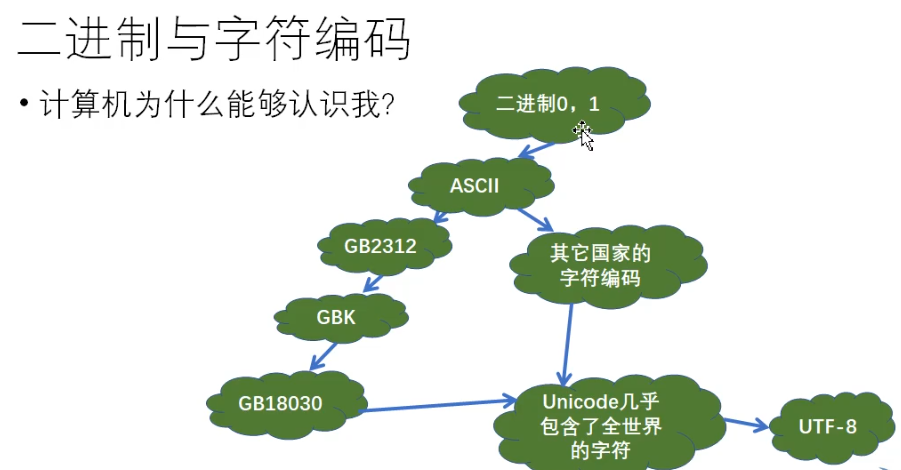 二进制与字符编码
• 计算机为什么能够认识我?
二进制0，1
ASCII
GB2312
其它国家的
字符编码
GBK
GB18030
Unicode几乎
包含了全世界
的字符
UTF-8